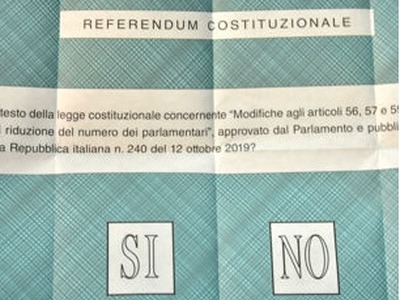 REFERENDUM COSTITUZIONALE
testo della legge costituzionale concernente "Modifiche agli articoli 56, 57 e 59
riduzione del numero dei parlamentari", approvato dal Parlamento e pubbli
a Repubblica italiana n. 240 del 12 ottobre 2019?
SI NO